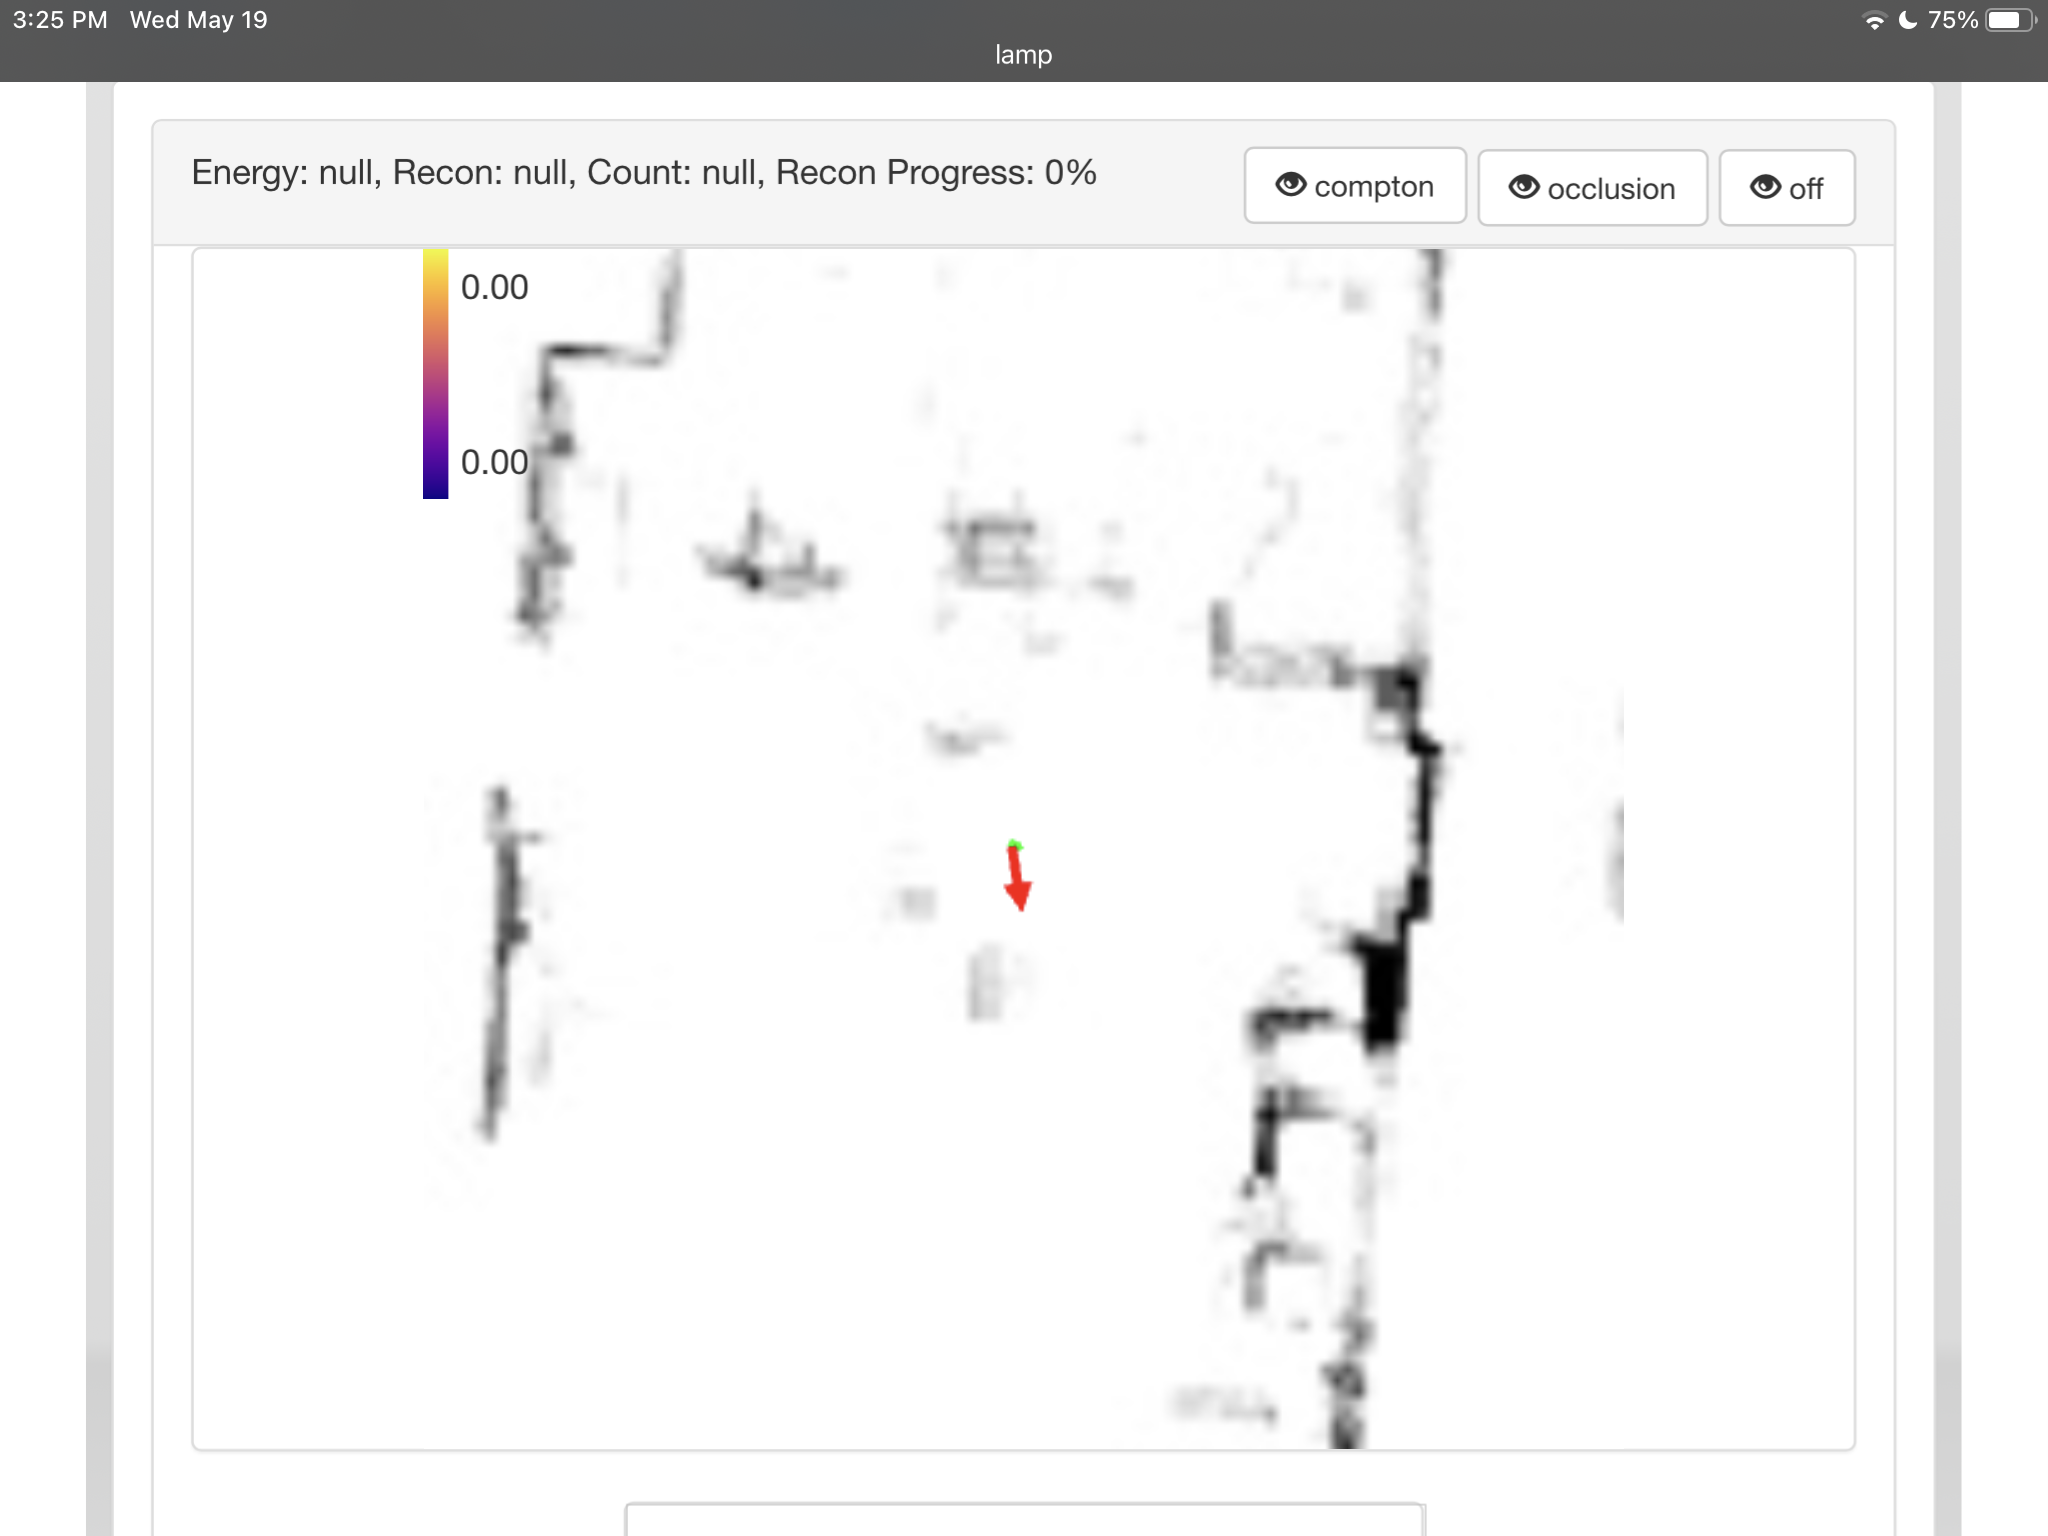 3:25 PM Wed May 19
75%
lamp
Energy: null, Recon: null, Count: null, Recon Progress: 0%
compton
occlusion
off
0.00
0.00